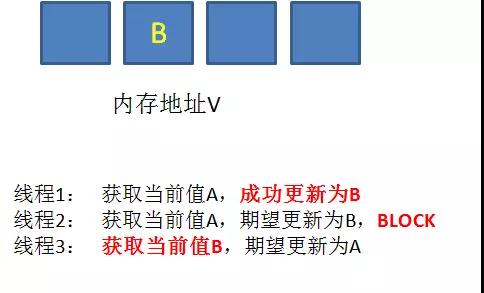 B
内存地址V
线程1： 获取当前值A，成功更新为B
线程2： 获取当前值A，期望更新为B，BLOCK
线程3： 获取当前值B，期望更新为A